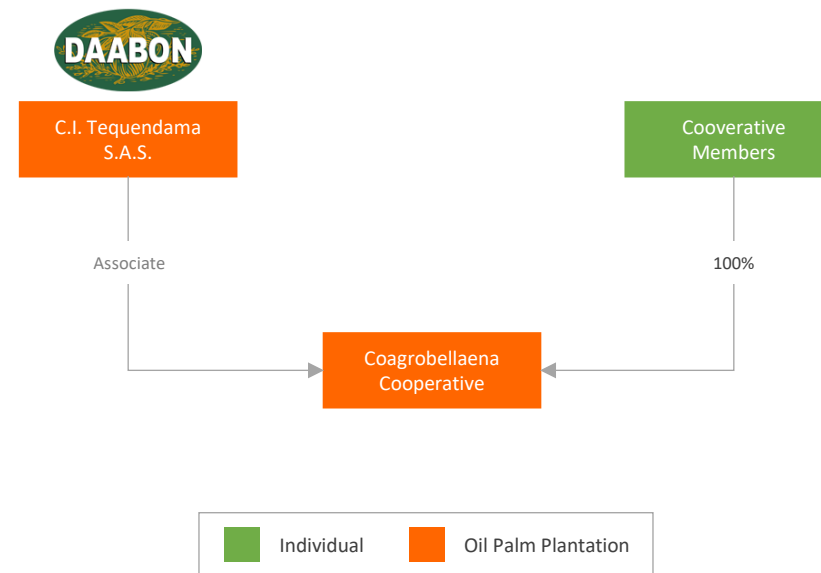 DAABON
C.I. Tequendama
S.A.S.
Cooverative
Members
Associate
100%
Coagrobellaena
Cooperative
Individual
Oil Palm Plantation